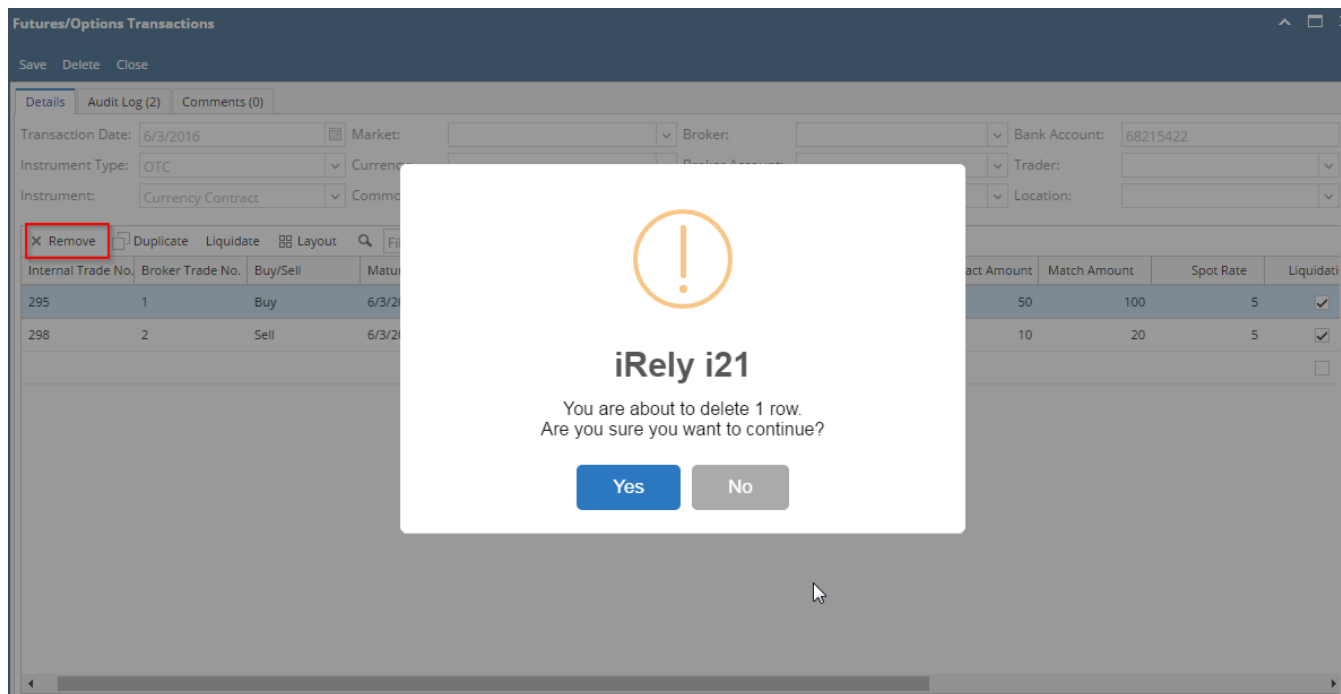 Futures/Options Transactions
Save Delete Close
Details Audit Log (2) Comments (0)
Transaction Date: 6/3/2016 Market: Broker: Bank Account: 68215422
Instrument Type: OTC Trader:
Instrument: Currency Contract Location:
Remove Duplicate Liquidate Layout
Internal Trade No. Broker Trade No. Buy/Sell Match Amount Spot Rate
295 1 Buy 50 100 5
298 2 Sell 10 20 5
iRely i21
You are about to delete 1 row.
Are you sure you want to continue?
Yes No